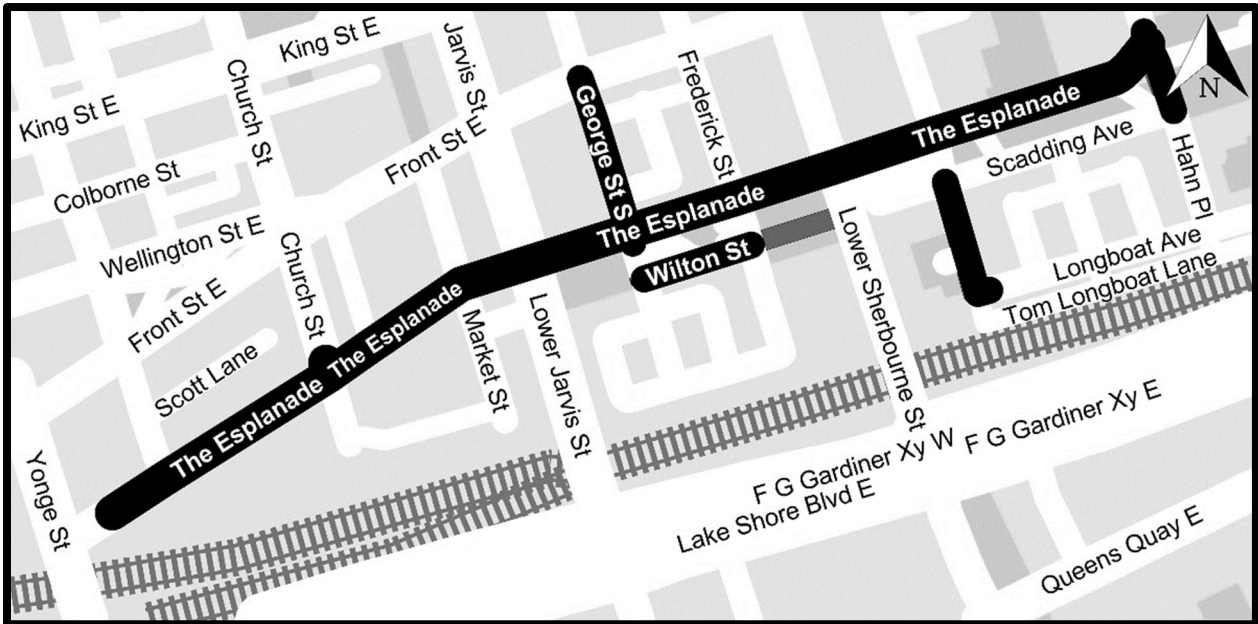 King St E
Jarvis St
King St E
Church St
Frederick St
George St S
The Esplanade
N
Front St E
Scadding Ave
Colborne St
Hahn Pl
The Esplanade
Wellington St E
Wilton St
Lower Sherbourne St
Longboat Ave
Tom Longboat Lane
The Esplanade
Church St
Front St E
The Esplanade
Market St
Lower Jarvis St
Scott Lane
The Esplanade
Yonge St
F G Gardiner Xy W
F G Gardiner Xy E
Lake Shore Blvd E
Queens Quay E